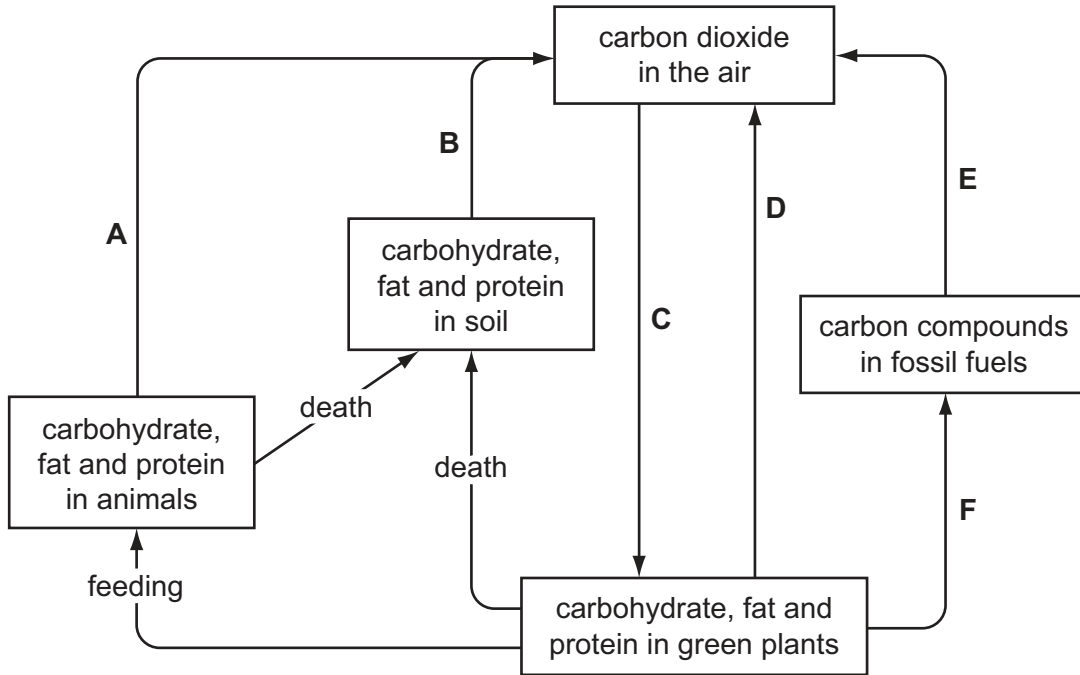 carbon dioxide
in the air
B
E
D
A
carbohydrate,
fat and protein
in soil
C
carbon compounds
in fossil fuels
death
carbohydrate,
fat and protein
in animals
death
F
feeding
carbohydrate, fat and
protein in green plants